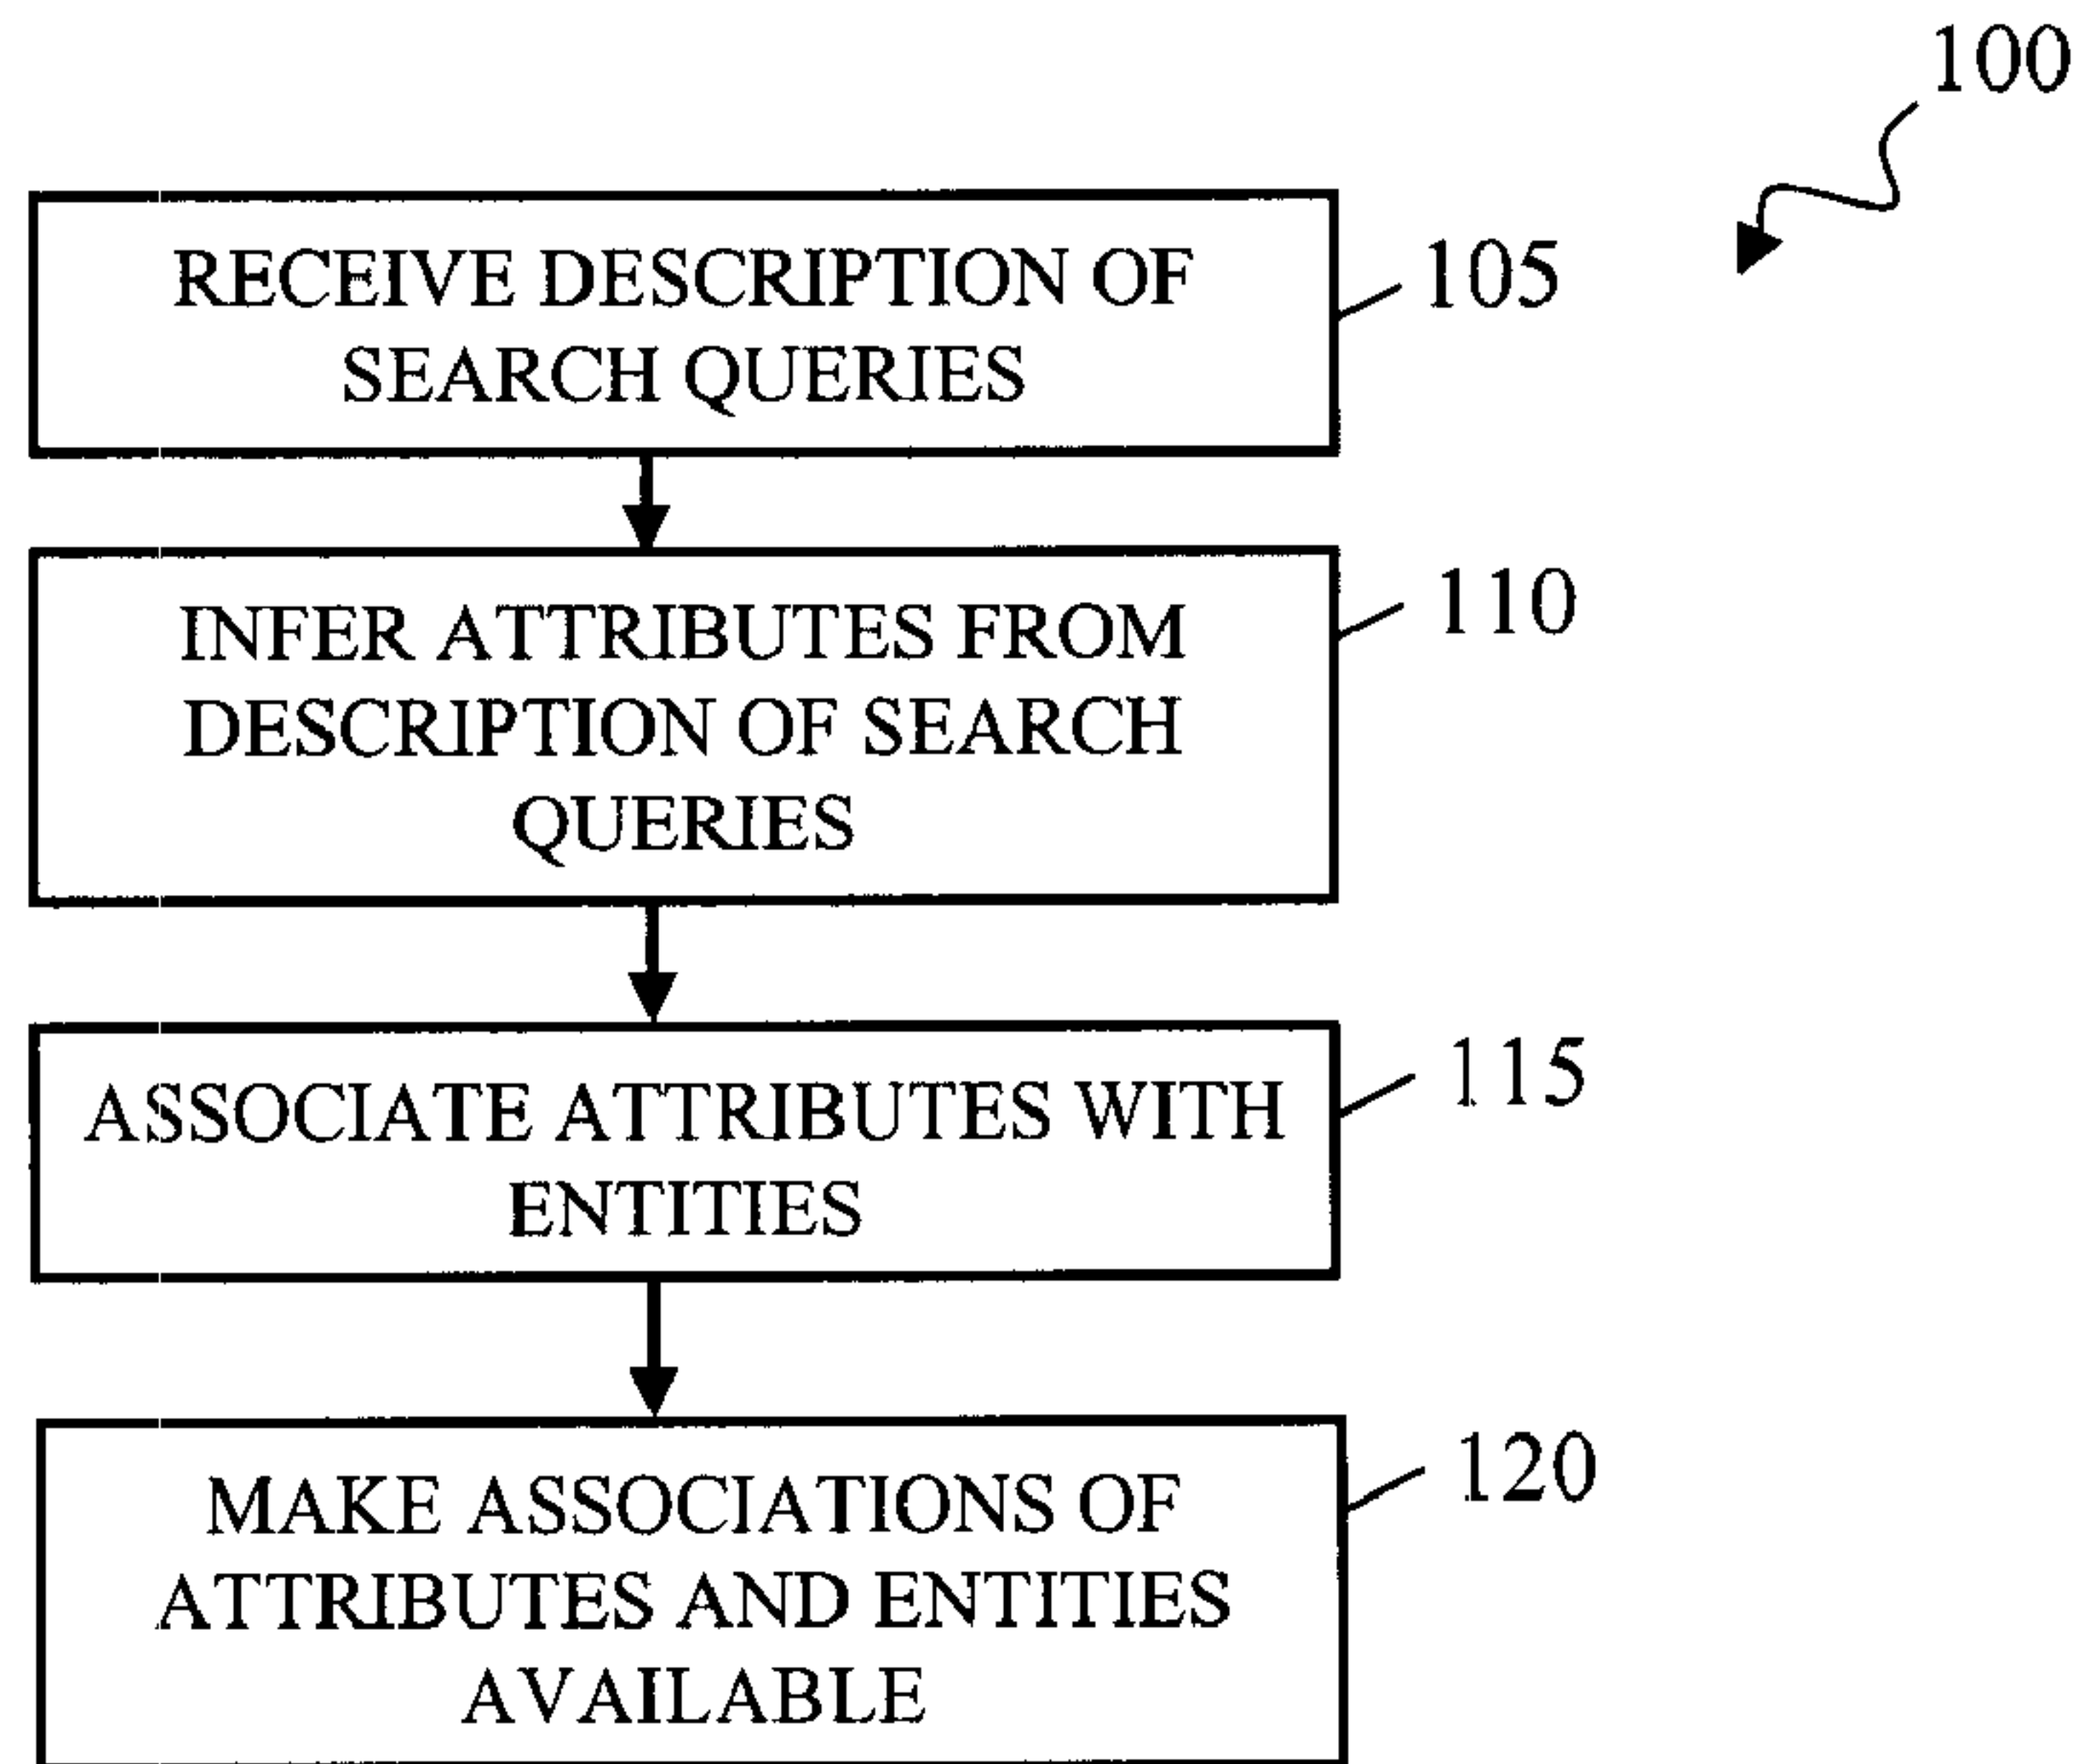 100
RECEIVE DESCRIPTION OF
SEARCH QUERIES
105
INFER ATTRIBUTES FROM
DESCRIPTION OF SEARCH
QUERIES
110
ASSOCIATE ATTRIBUTES WITH
ENTITIES
115
MAKE ASSOCIATIONS OF
ATTRIBUTES AND ENTITIES
AVAILABLE
120